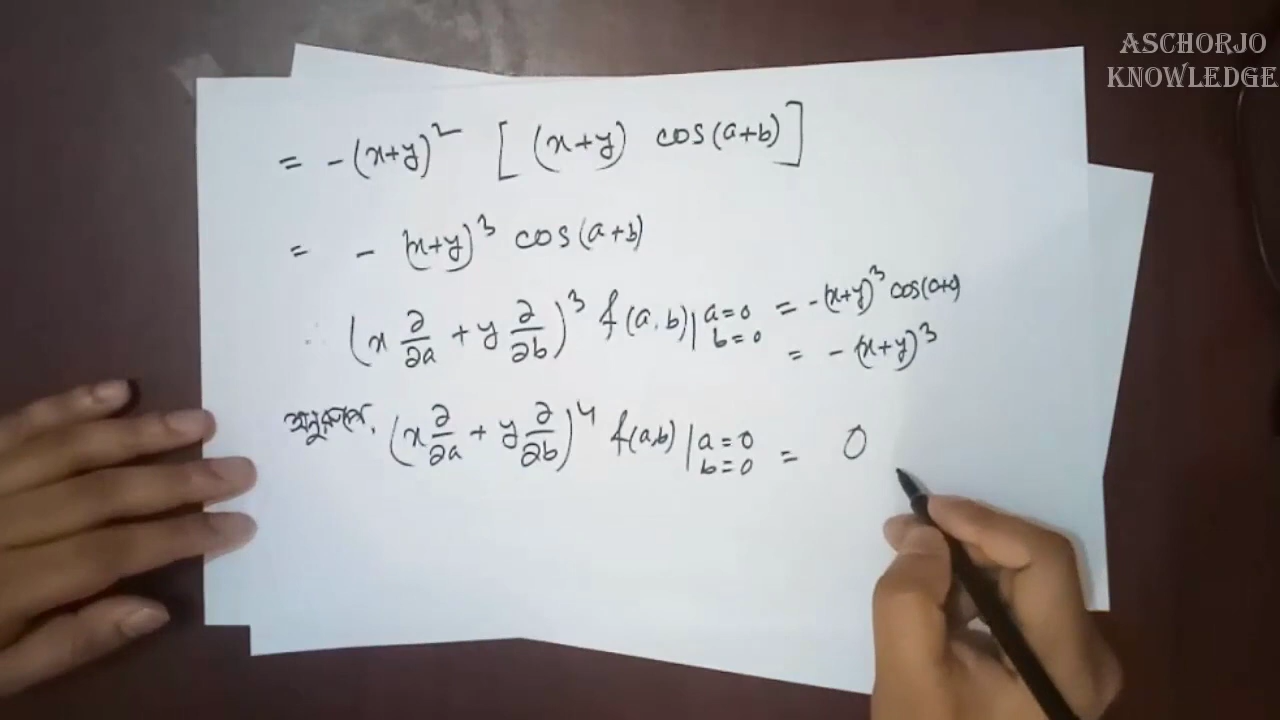 ASCHORJO
KNOWLEDGE
= -(x+y)² [(x+y) cos(a+b)]
= - (x+y)³ cos(a+b)
∴ (x ∂/∂a + y ∂/∂b)³ f(a,b)|a=0 b=0 = -(x+y)³ cos(0+0)
= -(x+y)³
অনুরূপে, (x ∂/∂a + y ∂/∂b)⁴ f(a,b)|a=0 b=0 = 0